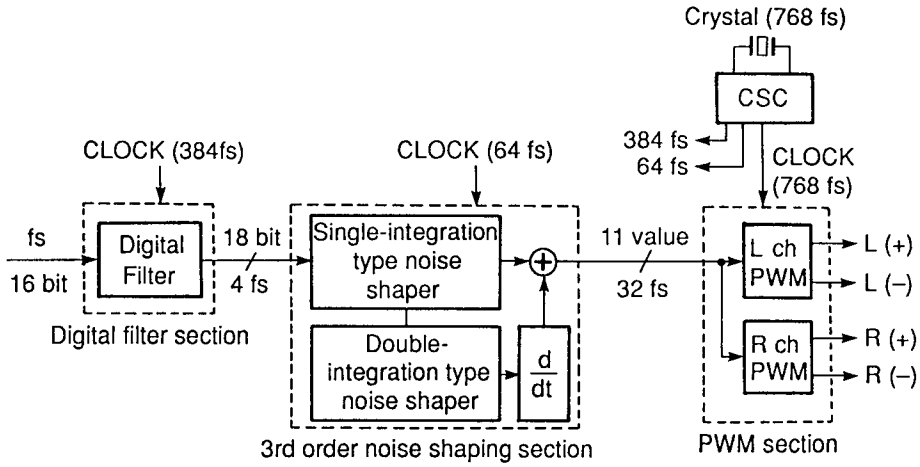 Crystal (768 fs)
CSC
384 fs
64 fs
CLOCK
(768 fs)
CLOCK (384fs)
CLOCK (64 fs)
fs
16 bit
Digital
Filter
Digital filter section
18 bit
4 fs
Single-integration
type noise
shaper
Double-
integration type
noise shaper
d
dt
+
3rd order noise shaping section
11 value
32 fs
L ch
PWM
L (+)
L (–)
R ch
PWM
R (+)
R (–)
PWM section